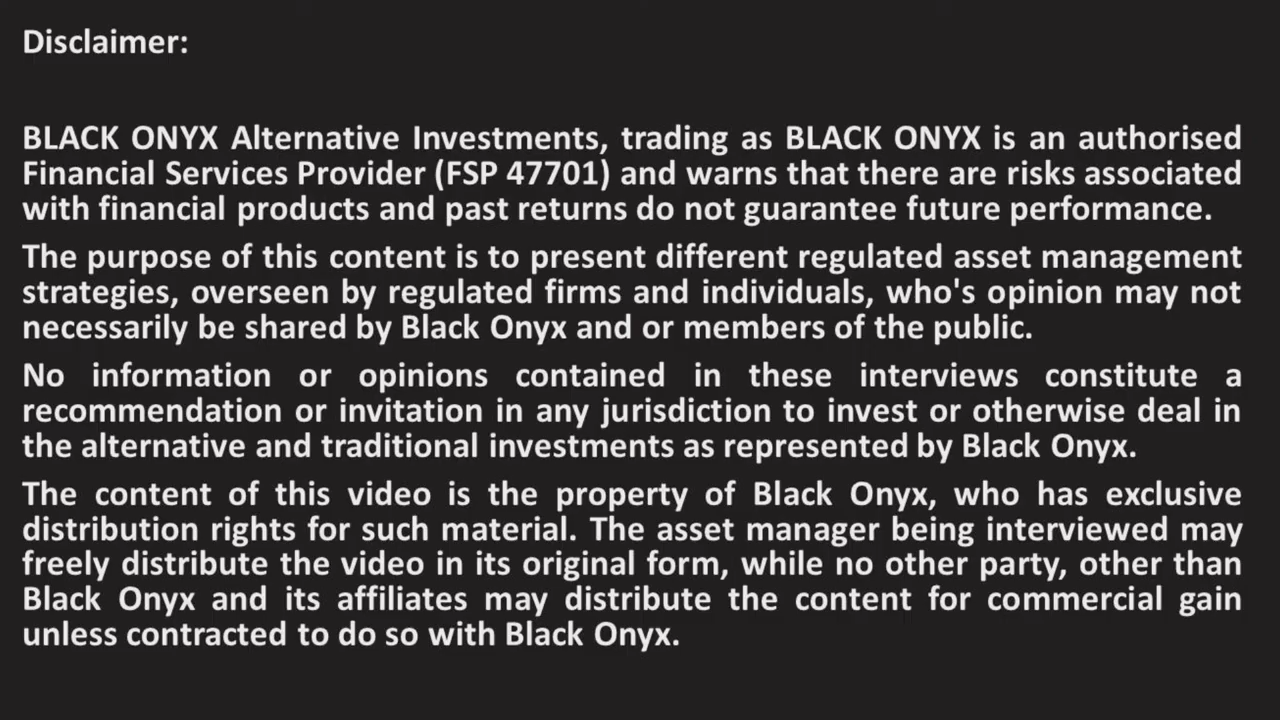 Disclaimer:
BLACK ONYX Alternative Investments, trading as BLACK ONYX is an authorised
Financial Services Provider (FSP 47701) and warns that there are risks associated
with financial products and past returns do not guarantee future performance.
The purpose of this content is to present different regulated asset management
strategies, overseen by regulated firms and individuals, who's opinion may not
necessarily be shared by Black Onyx and or members of the public.
No information or opinions contained in these interviews constitute a
recommendation or invitation in any jurisdiction to invest or otherwise deal in
the alternative and traditional investments as represented by Black Onyx.
The content of this video is the property of Black Onyx, who has exclusive
distribution rights for such material. The asset manager being interviewed may
freely distribute the video in its original form, while no other party, other than
Black Onyx and its affiliates may distribute the content for commercial gain
unless contracted to do so with Black Onyx.